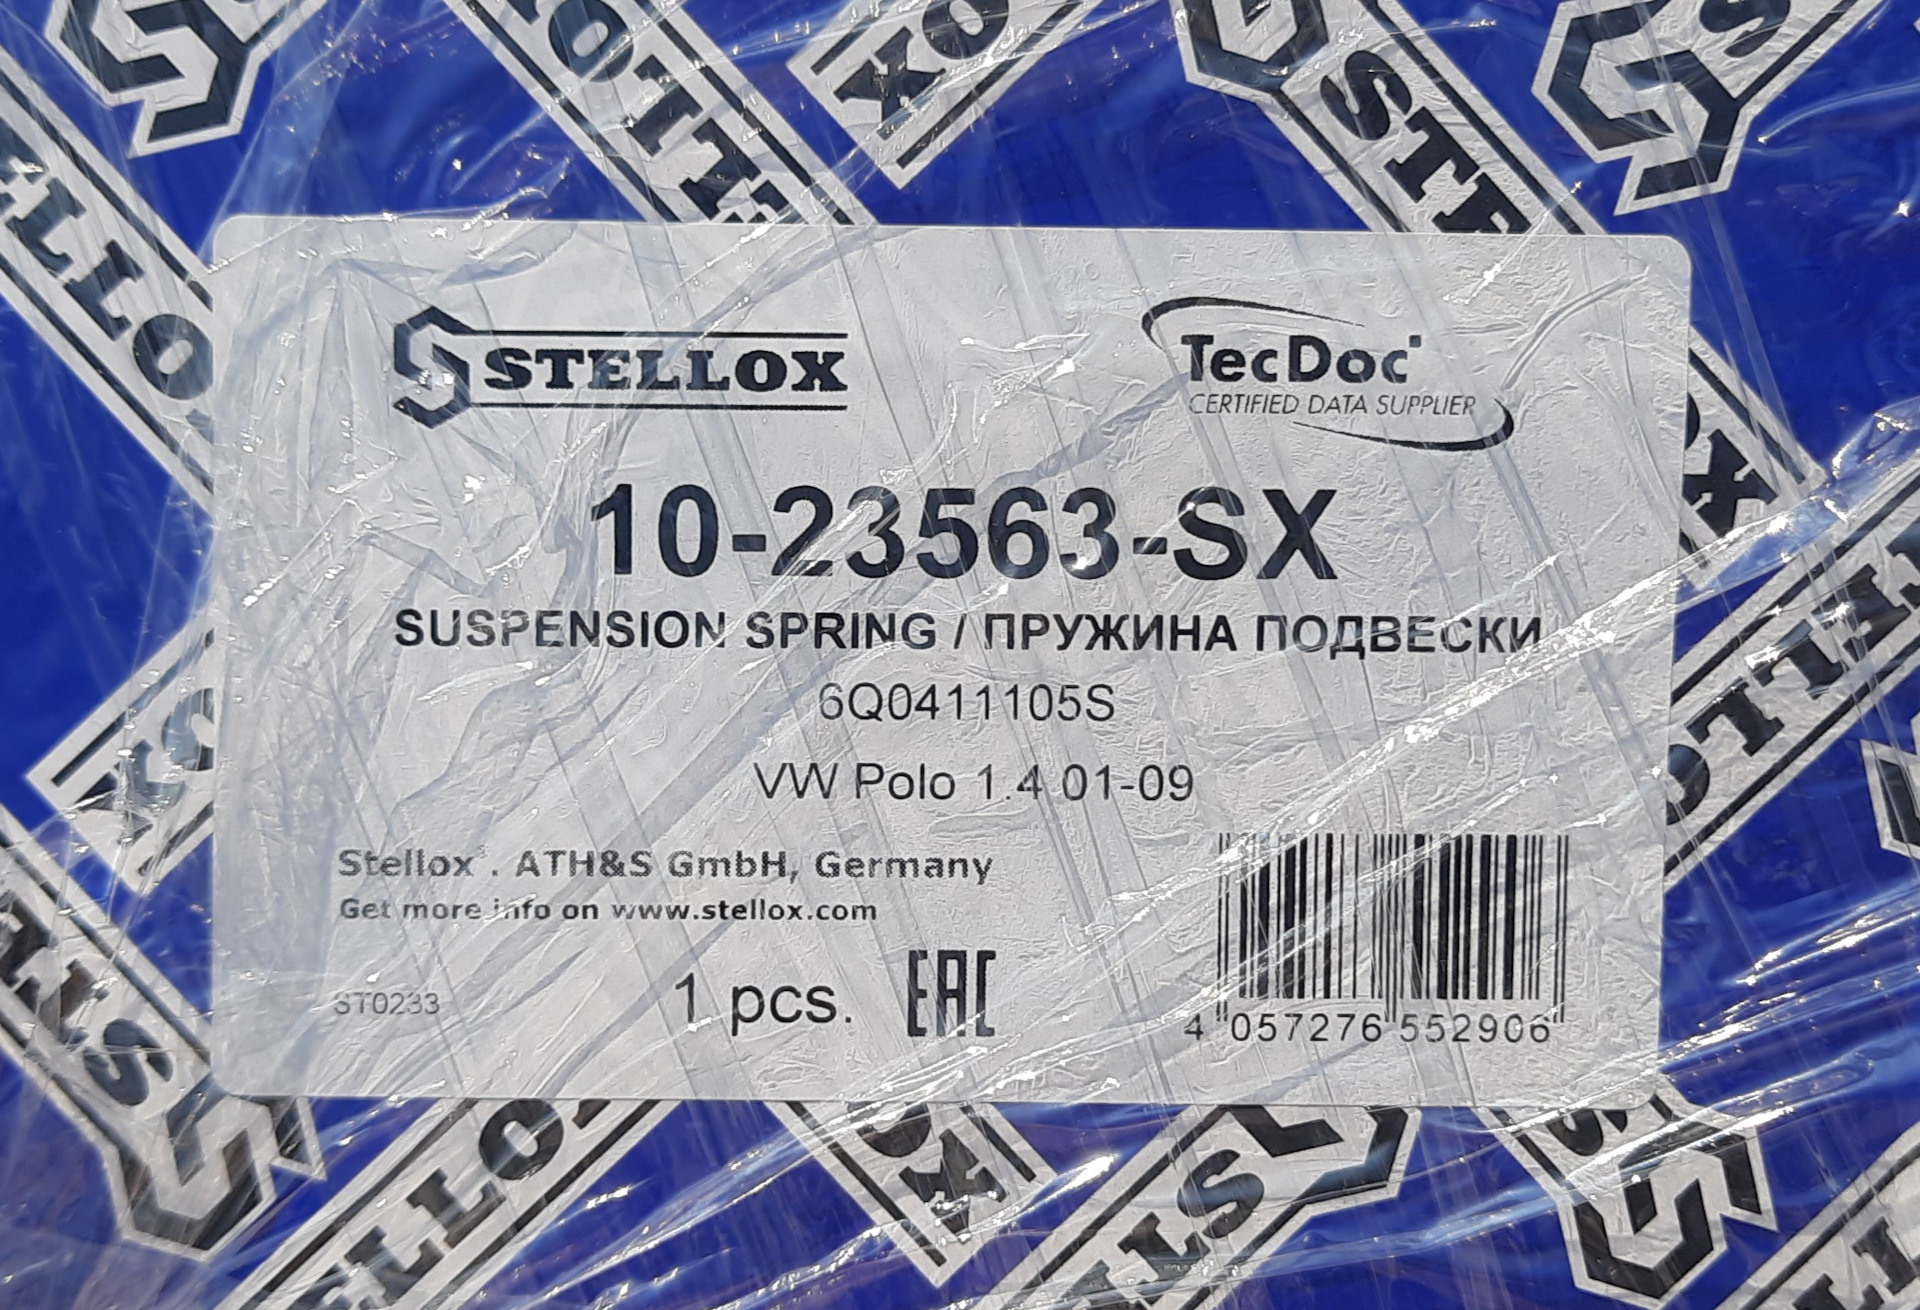 STELLOX
TecDoc
CERTIFIED DATA SUPPLIER
10-23563-SX
SUSPENSION SPRING / ПРУЖИНА ПОДВЕСКИ
6Q0411105S
VW Polo 1.4 01-09
Stellox . ATH&S GmbH, Germany
Get more info on www.stellox.com
ST0233
1 pcs.
EAC
4 057276 552906